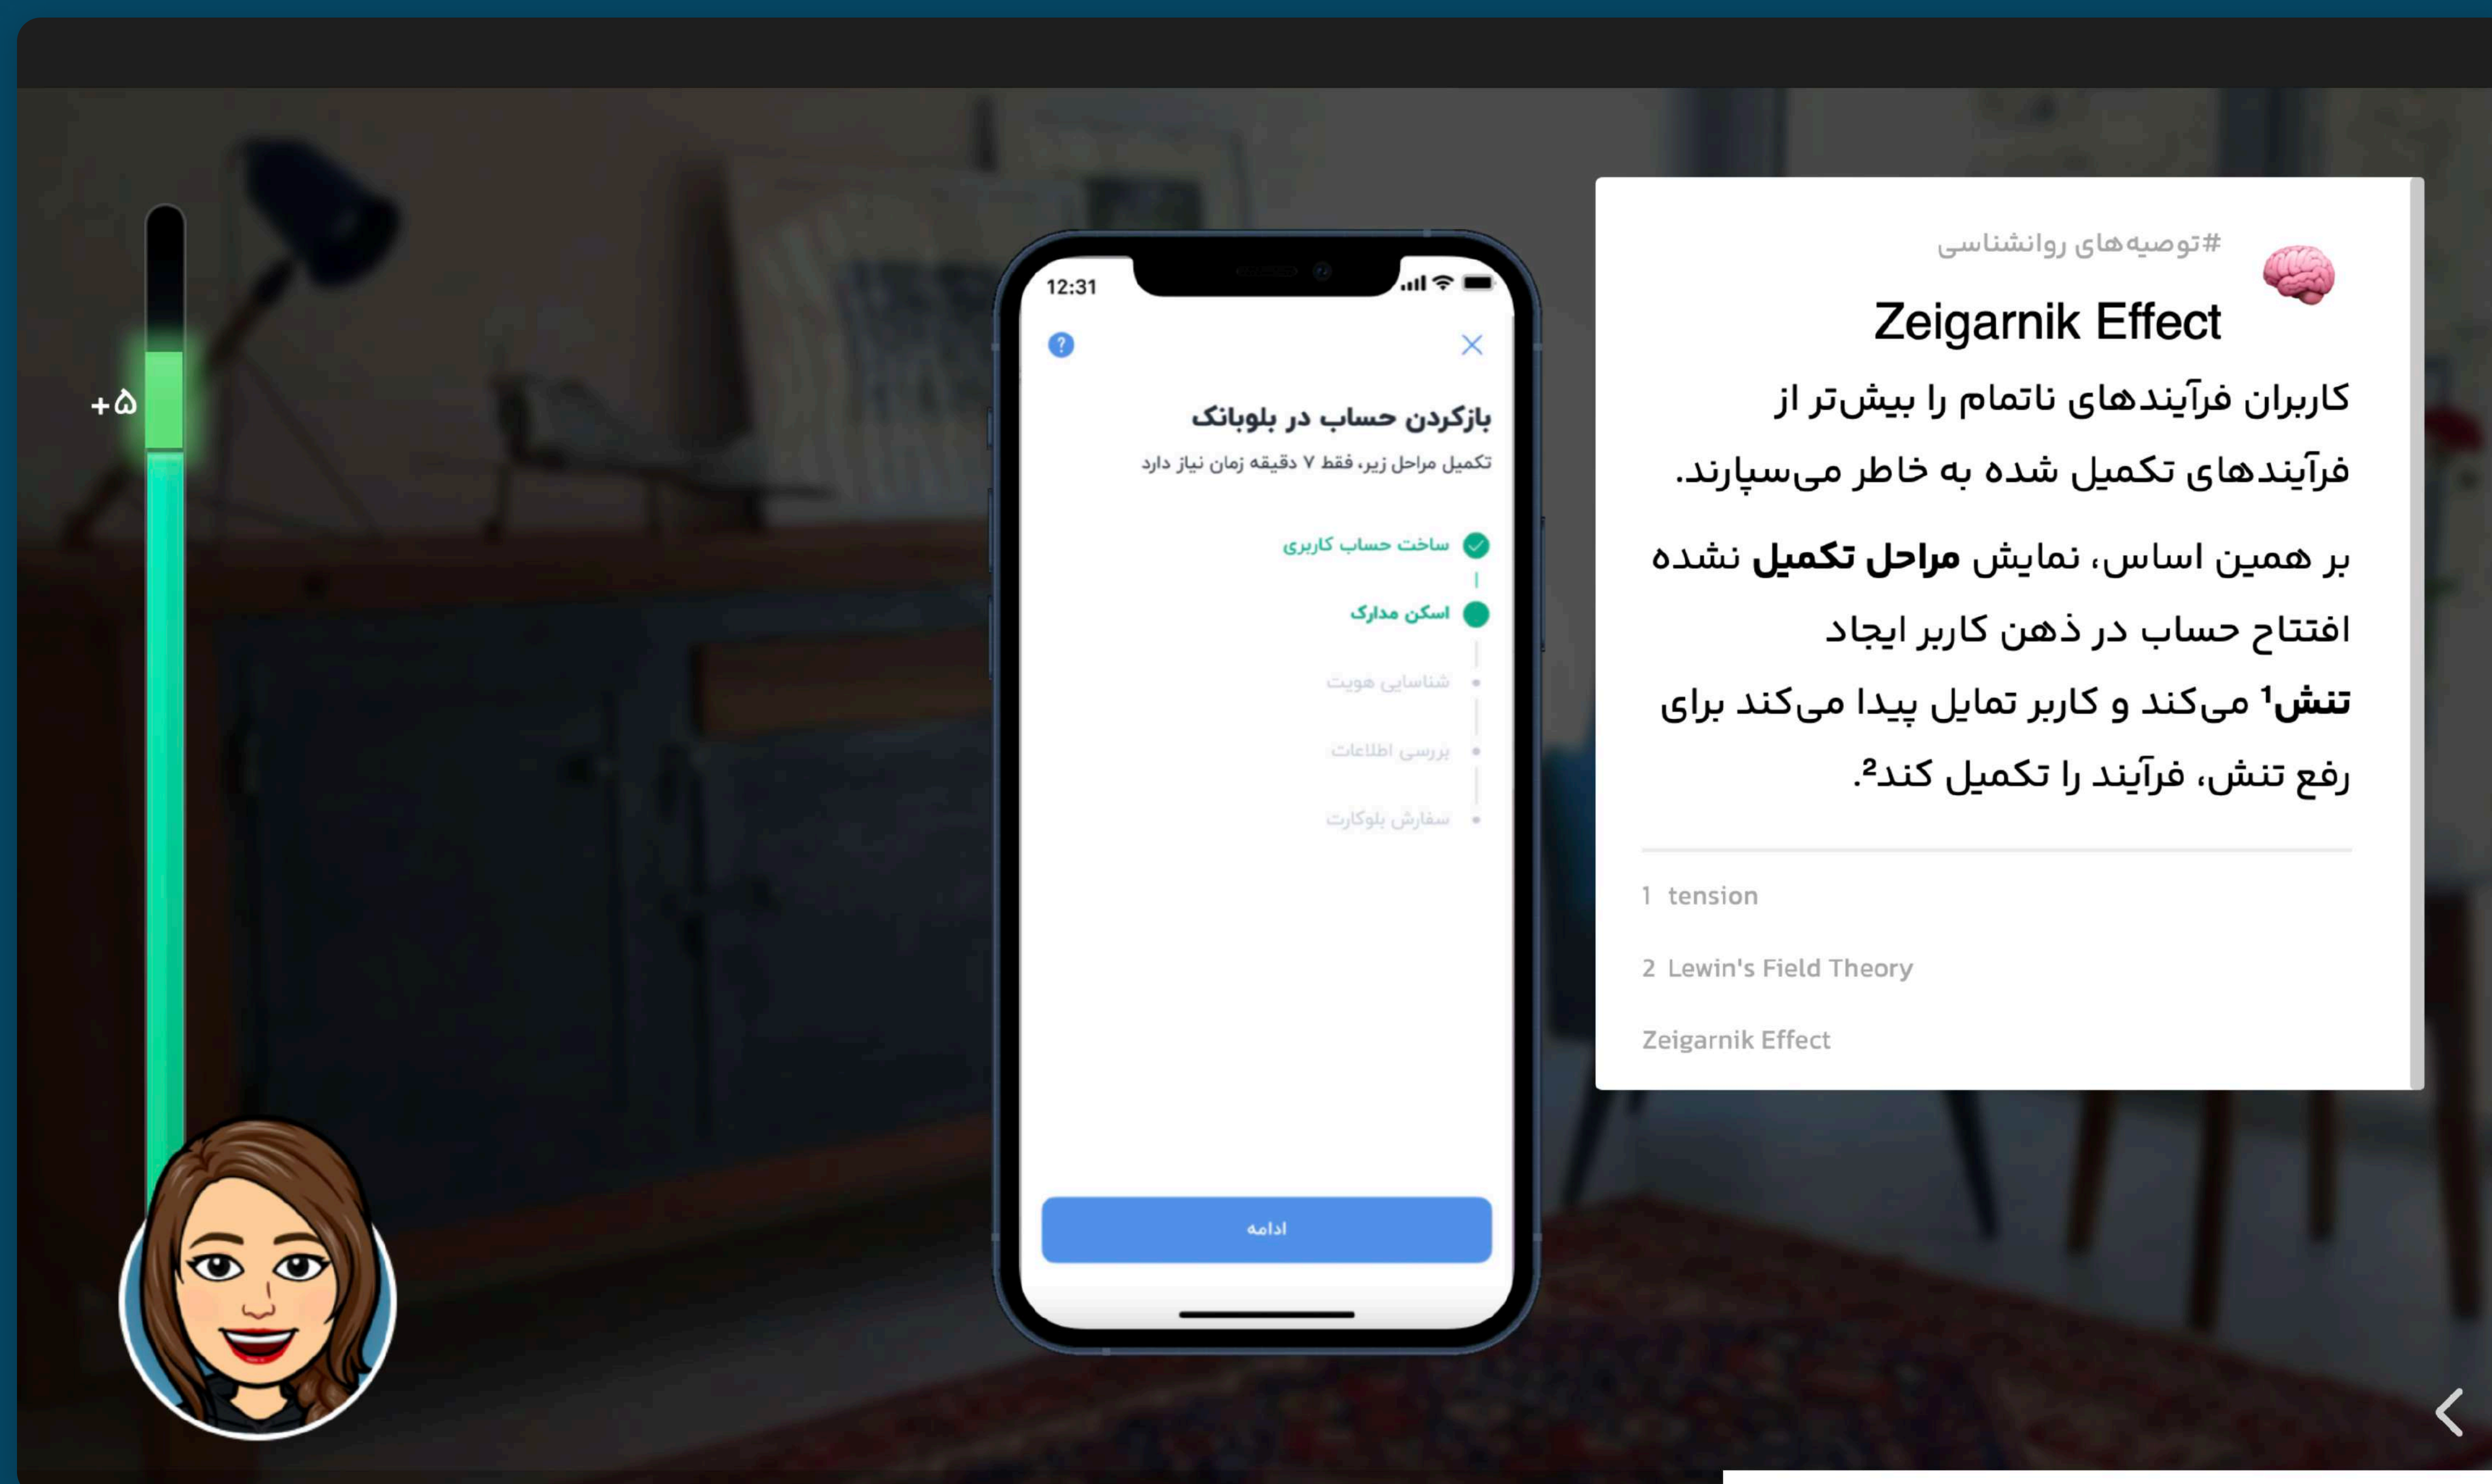 +۵
12:31
?
بازکردن حساب در بلوبانک
تکمیل مراحل زیر، فقط ۷ دقیقه زمان نیاز دارد
ساخت حساب کاربری
اسکن مدارک
شناسایی هویت
بررسی اطلاعات
سفارش بلوکارت
ادامه
#توصیه‌های روانشناسی
Zeigarnik Effect
کاربران فرآیندهای ناتمام را بیش‌تر از
فرآیندهای تکمیل شده به خاطر می‌سپارند.
بر همین اساس، نمایش مراحل تکمیل نشده
افتتاح حساب در ذهن کاربر ایجاد
تنش¹ می‌کند و کاربر تمایل پیدا می‌کند برای
رفع تنش، فرآیند را تکمیل کند².
1 tension
2 Lewin's Field Theory
Zeigarnik Effect